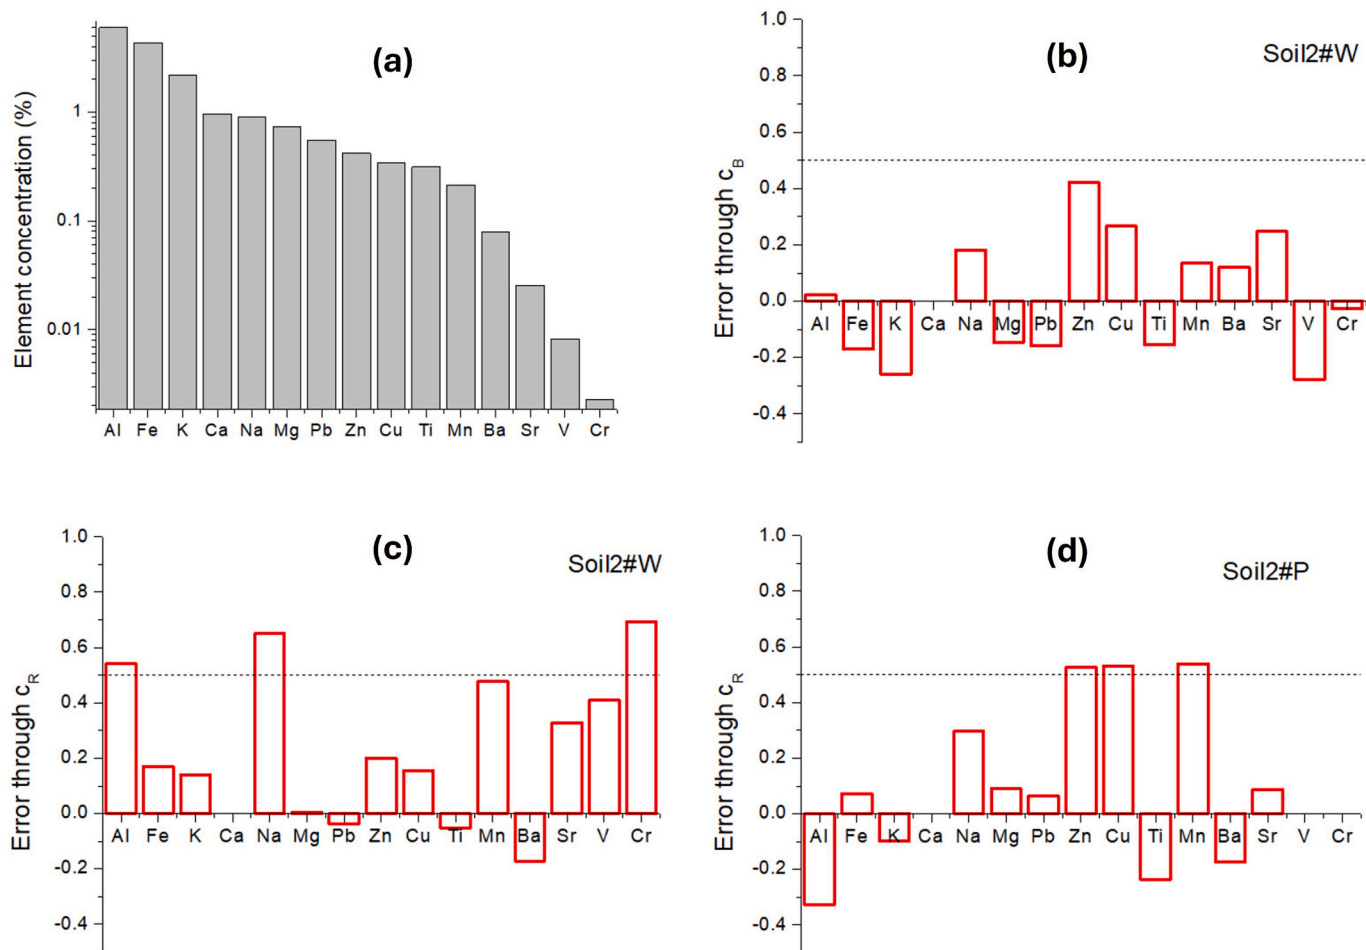 (a)
Element concentration (%)
1
0.1
0.01
Al Fe K Ca Na Mg Pb Zn Cu Ti Mn Ba Sr V Cr
(b)
Soil2#W
Error through cB
1.0
0.8
0.6
0.4
0.2
0.0
-0.2
-0.4
Al Fe K Ca Na Mg Pb Zn Cu Ti Mn Ba Sr V Cr
(c)
Soil2#W
Error through cR
1.0
0.8
0.6
0.4
0.2
0.0
-0.2
-0.4
Al Fe K Ca Na Mg Pb Zn Cu Ti Mn Ba Sr V Cr
(d)
Soil2#P
Error through cR
1.0
0.8
0.6
0.4
0.2
0.0
-0.2
-0.4
Al Fe K Ca Na Mg Pb Zn Cu Ti Mn Ba Sr V Cr